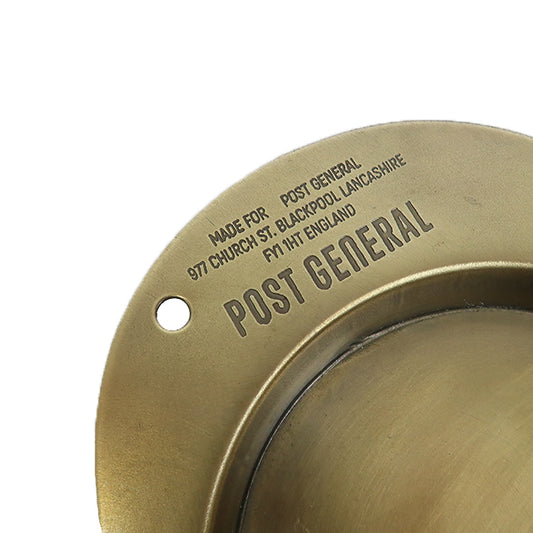 MADE FOR POST GENERAL
977 CHURCH ST. BLACKPOOL LANCASHIRE
FY1 1HT ENGLAND
POST GENERAL